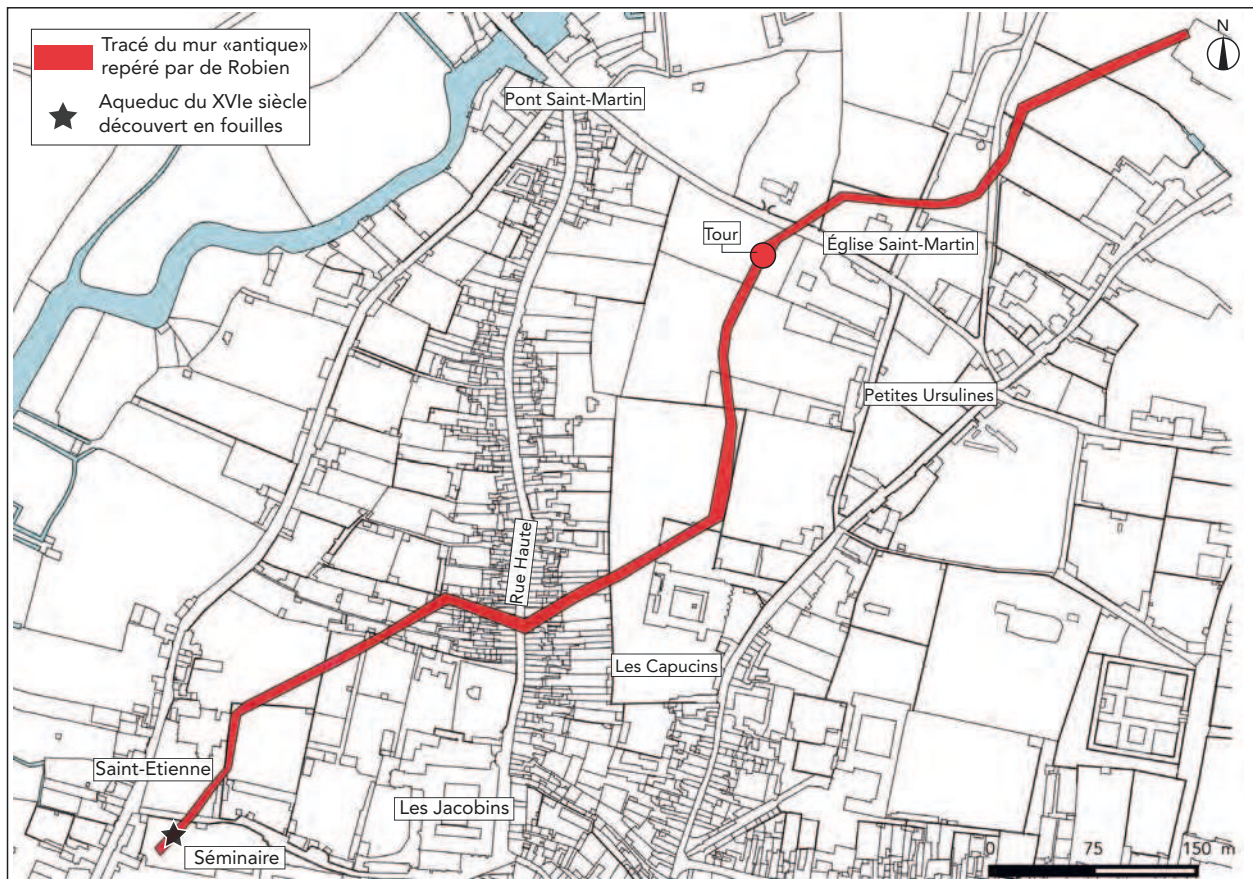 Tracé du mur «antique»
repéré par de Robien
Aqueduc du XVIe siècle
découvert en fouilles
N
Pont Saint-Martin
Tour
Église Saint-Martin
Petites Ursulines
Rue Haute
Les Capucins
Saint-Etienne
Les Jacobins
Séminaire
0 75 150 m